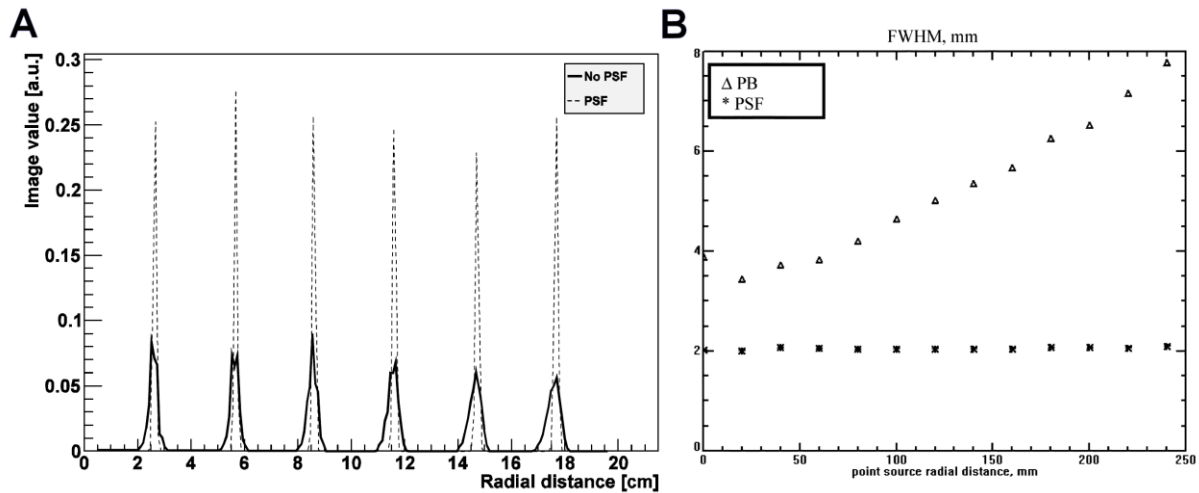 A
Image value [a.u.]
0.3
0.25
0.2
0.15
0.1
0.05
0
No PSF
PSF
0 2 4 6 8 10 12 14 16 18 20
Radial distance [cm]
B
FWHM, mm
8
6
4
2
0
Δ PB
* PSF
0 50 100 150 200 250
point source radial distance, mm